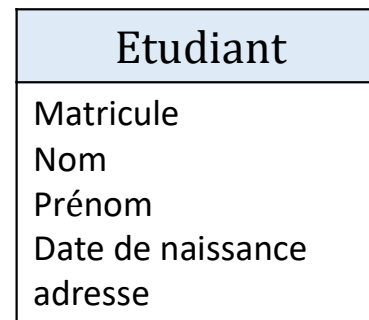 Etudiant
Matricule
Nom
Prénom
Date de naissance
adresse